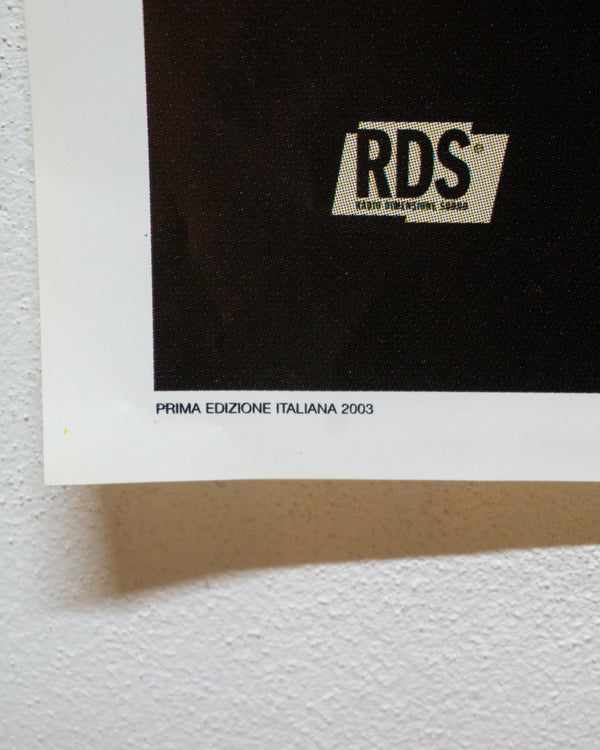 RDS®
RADIO DIMENSIONE SUONO
PRIMA EDIZIONE ITALIANA 2003